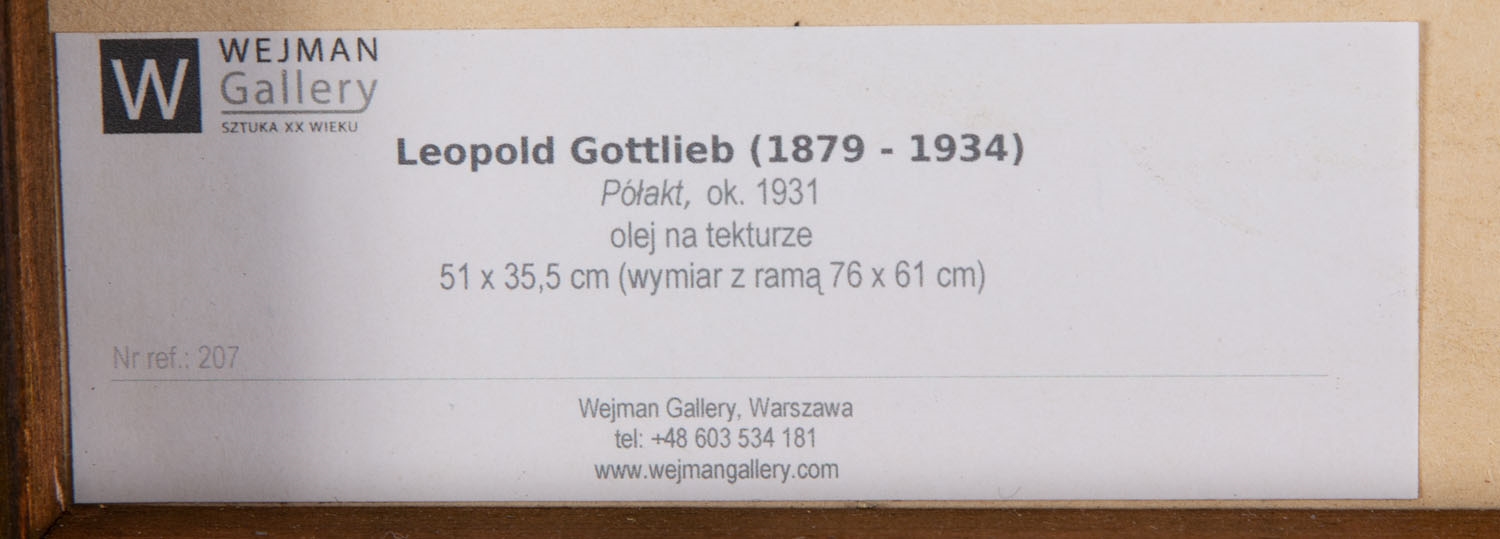 W
WEJMAN
Gallery
SZTUKA XX WIEKU
Leopold Gottlieb (1879 - 1934)
Półakt, ok. 1931
olej na tekturze
51 x 35,5 cm (wymiar z ramą 76 x 61 cm)
Nr ref.: 207
Wejman Gallery, Warszawa
tel: +48 603 534 181
www.wejmangallery.com